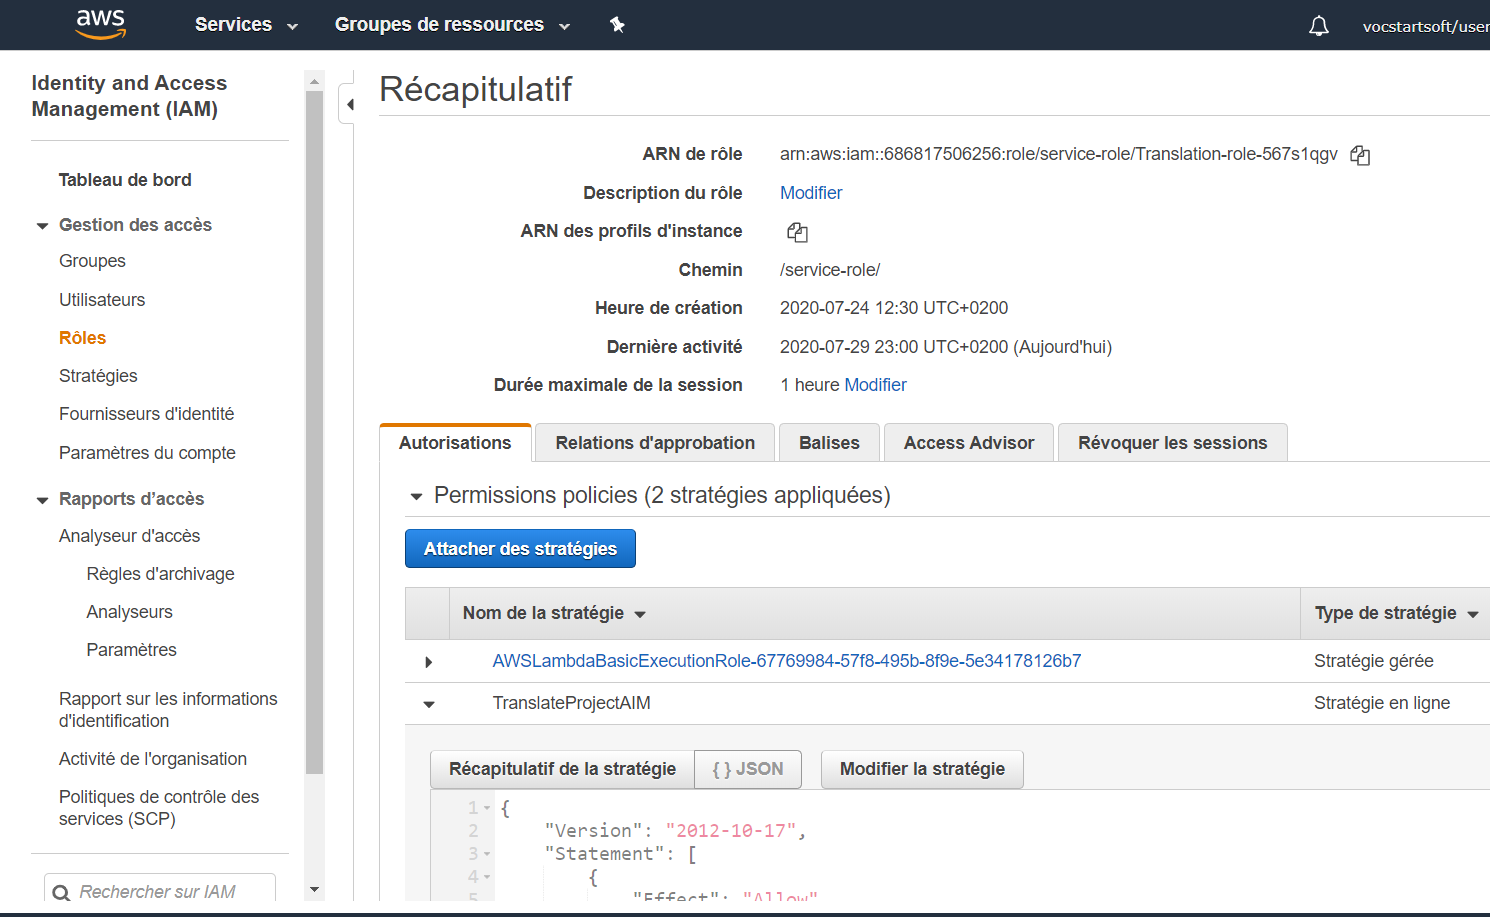 aws
Services
Groupes de ressources
vocstartsoft/user
Identity and Access
Management (IAM)
Tableau de bord
Gestion des accès
Groupes
Utilisateurs
Rôles
Stratégies
Fournisseurs d'identité
Paramètres du compte
Rapports d’accès
Analyseur d'accès
Règles d'archivage
Analyseurs
Paramètres
Rapport sur les informations
d'identification
Activité de l'organisation
Politiques de contrôle des
services (SCP)
Rechercher sur IAM
Récapitulatif
ARN de rôle arn:aws:iam::686817506256:role/service-role/Translation-role-567s1qgv
Description du rôle Modifier
ARN des profils d'instance
Chemin /service-role/
Heure de création 2020-07-24 12:30 UTC+0200
Dernière activité 2020-07-29 23:00 UTC+0200 (Aujourd'hui)
Durée maximale de la session 1 heure Modifier
Autorisations Relations d'approbation Balises Access Advisor Révoquer les sessions
Permissions policies (2 stratégies appliquées)
Attacher des stratégies
Nom de la stratégie Type de stratégie
AWSLambdaBasicExecutionRole-67769984-57f8-495b-8f9e-5e34178126b7 Stratégie gérée
TranslateProjectAIM Stratégie en ligne
Récapitulatif de la stratégie { } JSON Modifier la stratégie
1 {
2 "Version": "2012-10-17",
3 "Statement": [
4 {
5 "Effect": "Allow"